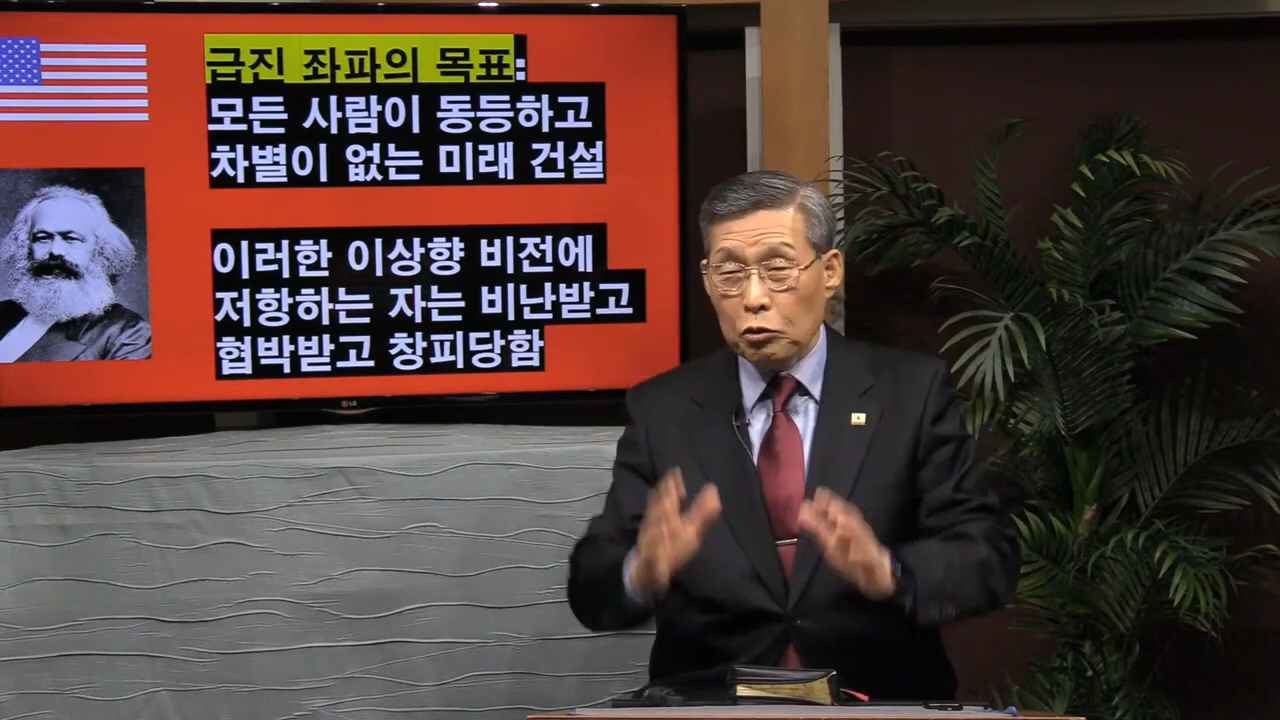 급진 좌파의 목표:
모든 사람이 동등하고
차별이 없는 미래 건설
이러한 이상향 비전에
저항하는 자는 비난받고
협박받고 창피당함
LG